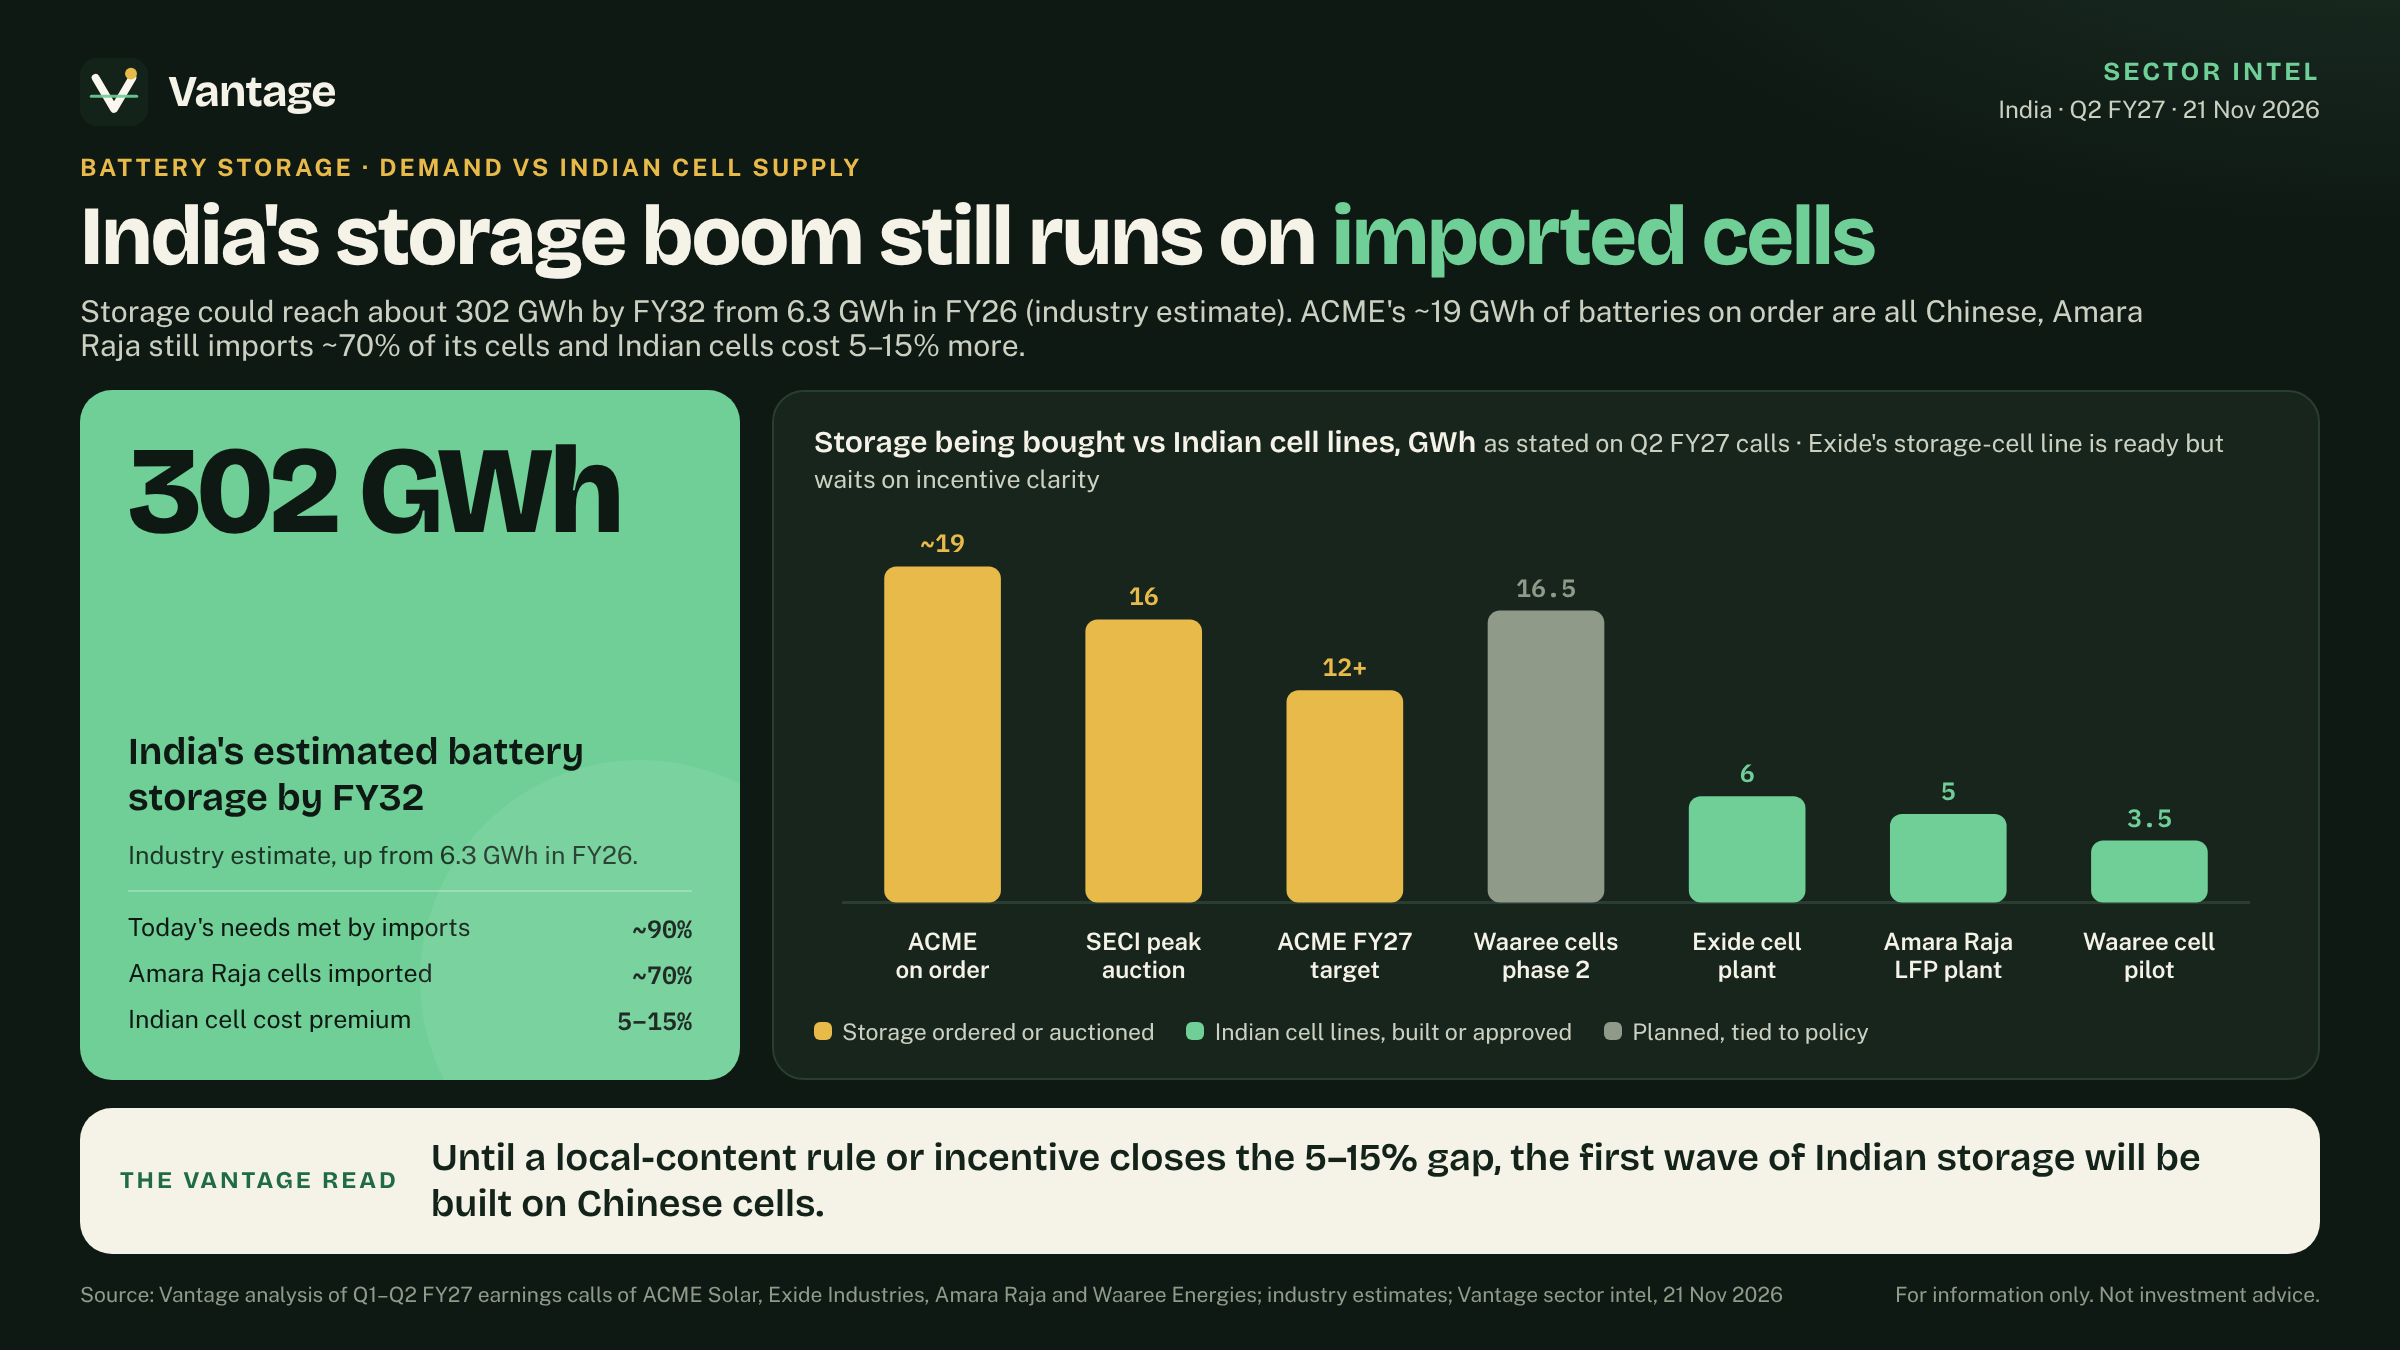 Vantage
SECTOR INTEL
India · Q2 FY27 · 21 Nov 2026
BATTERY STORAGE · DEMAND VS INDIAN CELL SUPPLY
India's storage boom still runs on imported cells
Storage could reach about 302 GWh by FY32 from 6.3 GWh in FY26 (industry estimate). ACME's ~19 GWh of batteries on order are all Chinese, Amara
Raja still imports ~70% of its cells and Indian cells cost 5–15% more.
302 GWh
India's estimated battery
storage by FY32
Industry estimate, up from 6.3 GWh in FY26.
Today's needs met by imports ~90%
Amara Raja cells imported ~70%
Indian cell cost premium 5–15%
Storage being bought vs Indian cell lines, GWh as stated on Q2 FY27 calls · Exide's storage-cell line is ready but
waits on incentive clarity
~19
16
12+
16.5
6
5
3.5
ACME
on order
SECI peak
auction
ACME FY27
target
Waaree cells
phase 2
Exide cell
plant
Amara Raja
LFP plant
Waaree cell
pilot
Storage ordered or auctioned
Indian cell lines, built or approved
Planned, tied to policy
THE VANTAGE READ
Until a local-content rule or incentive closes the 5–15% gap, the first wave of Indian storage will be
built on Chinese cells.
Source: Vantage analysis of Q1–Q2 FY27 earnings calls of ACME Solar, Exide Industries, Amara Raja and Waaree Energies; industry estimates; Vantage sector intel, 21 Nov 2026
For information only. Not investment advice.